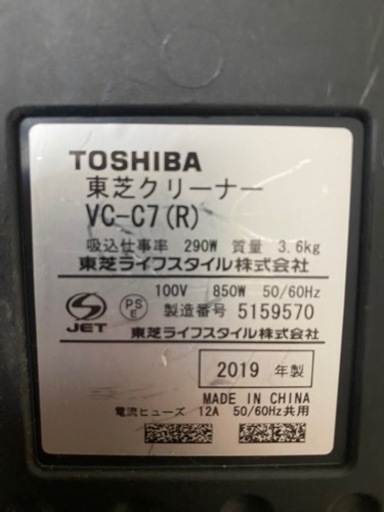 TOSHIBA
東芝クリーナー
VC-C7(R)
吸込仕事率 290W 質量 3.6kg
東芝ライフスタイル株式会社
100V 850W 50/60Hz
JET PSE 製造番号 5159570
東芝ライフスタイル株式会社
2019 年製
MADE IN CHINA
電流ヒューズ 12A 50/60Hz共用